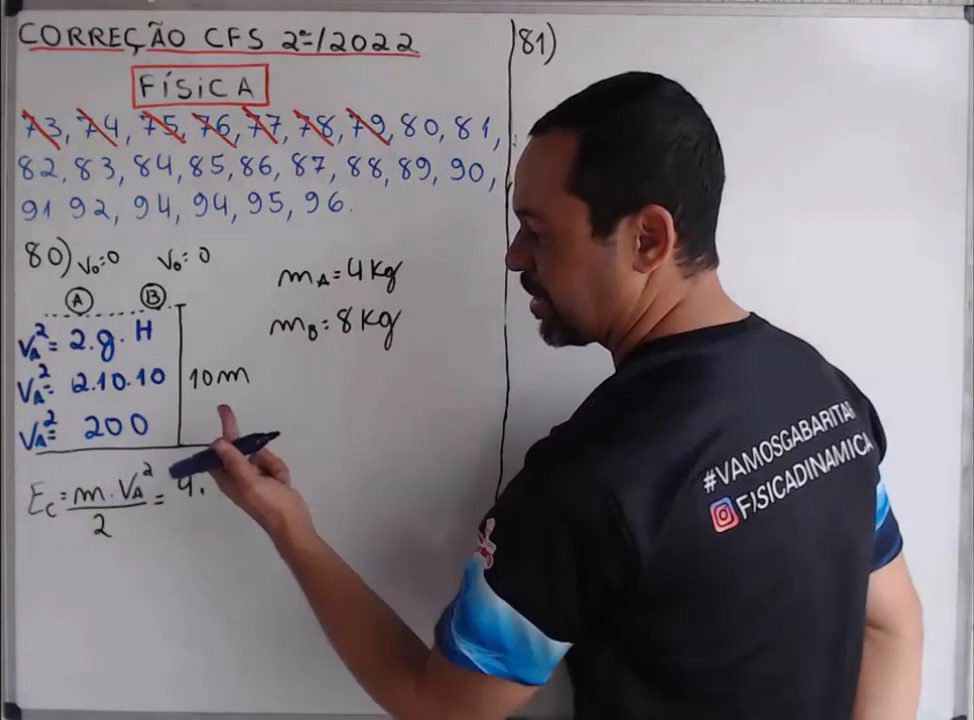 CORREÇÃO CFS 2º/2022
FÍSICA
73, 74, 75, 76, 77, 78, 79, 80, 81,
82, 83, 84, 85, 86, 87, 88, 89, 90,
91 92, 94, 94, 95, 96.
80) V₀=0 V₀=0
A B
mA=4Kg
mB=8Kg
VA²= 2.g.H
VA²= 2.10.10
10m
VA²= 200
Ec=m.VA²/2= 4.
81)
#VAMOSGABARITAR
FISICADINAMICA